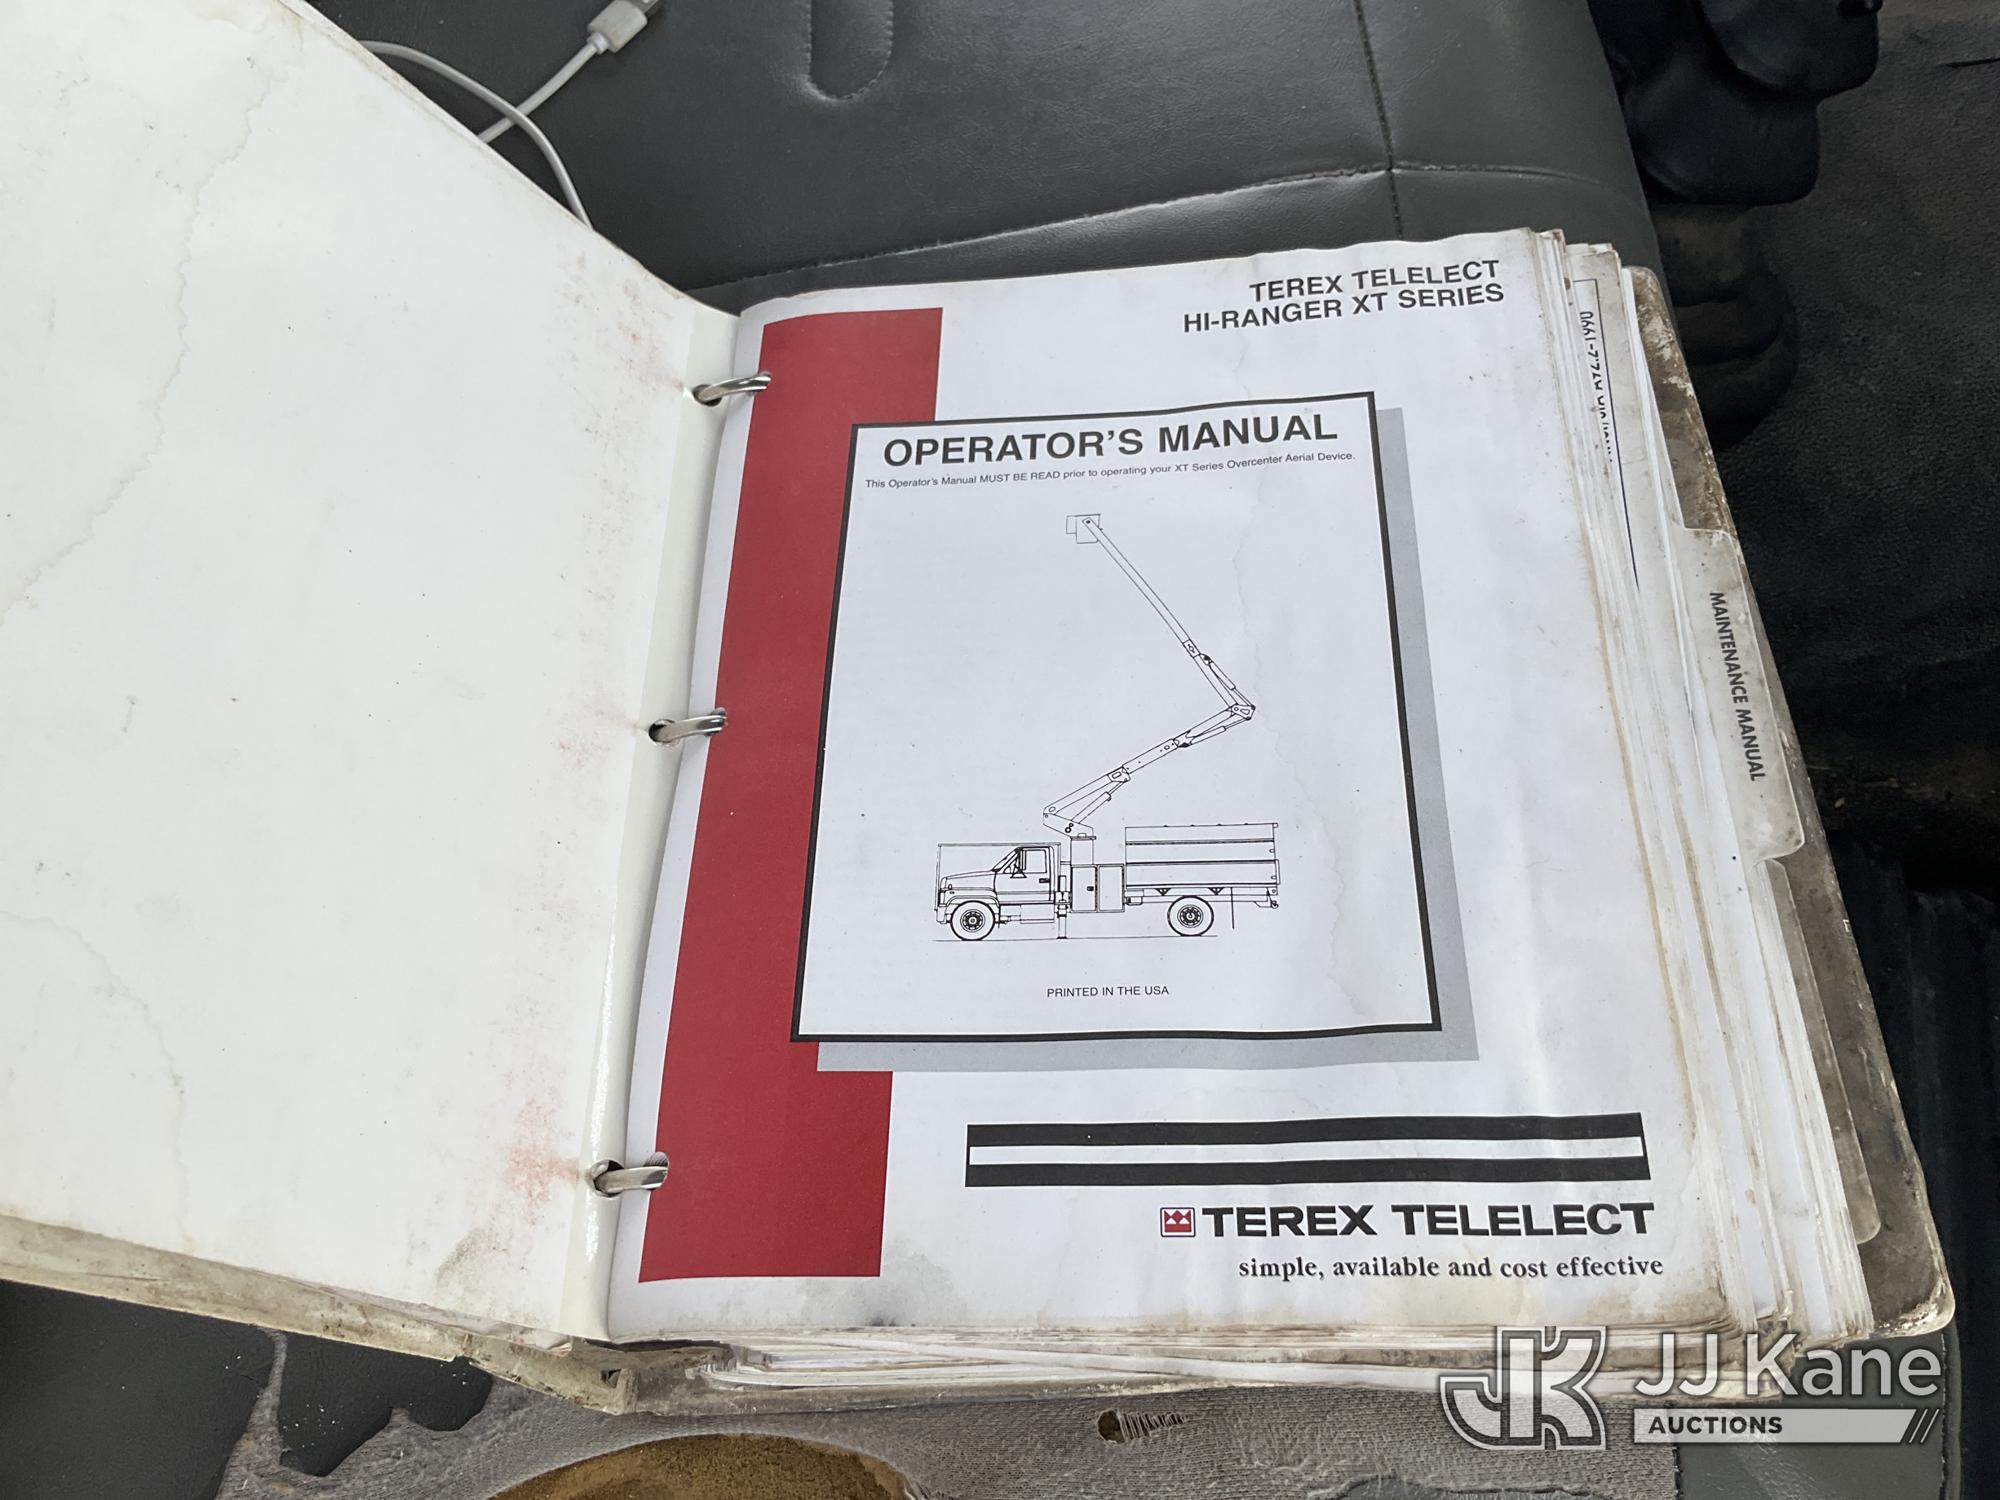 TEREX TELELECT
HI-RANGER XT SERIES
OPERATOR'S MANUAL
This Operator's Manual MUST BE READ prior to operating your XT Series Overcenter Aerial Device.
PRINTED IN THE USA
TEREX TELELECT
simple, available and cost effective
MAINTENANCE MANUAL
JJ Kane
AUCTIONS